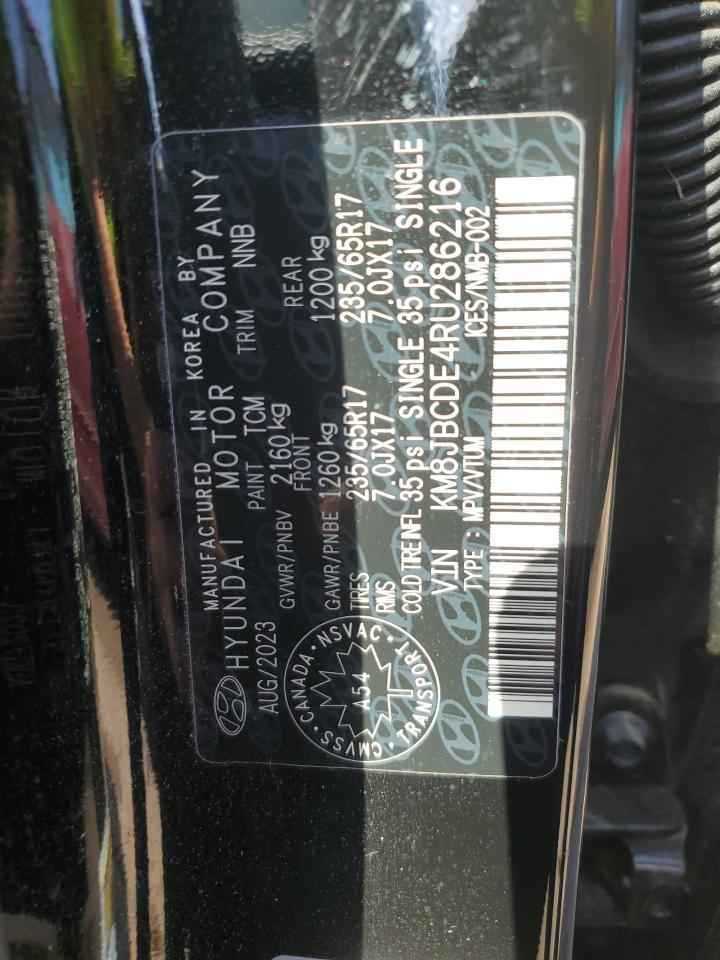 MANUFACTURED IN KOREA BY
HYUNDAI MOTOR COMPANY
AUG/2023 PAINT TCM TRIM NNB
GVWR/PNBV 2160 kg
FRONT REAR
GAWR/PNBE 1260 kg 1200 kg
TIRES 235/65R17 235/65R17
RIMS 7.0JX17 7.0JX17
COLD TIRE INFL 35 psi SINGLE 35 psi SINGLE
VIN KM8JBCDE4RU286216
TYPE : MPV/VTUM ICES/NMB-002
CANADA · NSVAC · TRANSPORT · CMVSS ·
A54